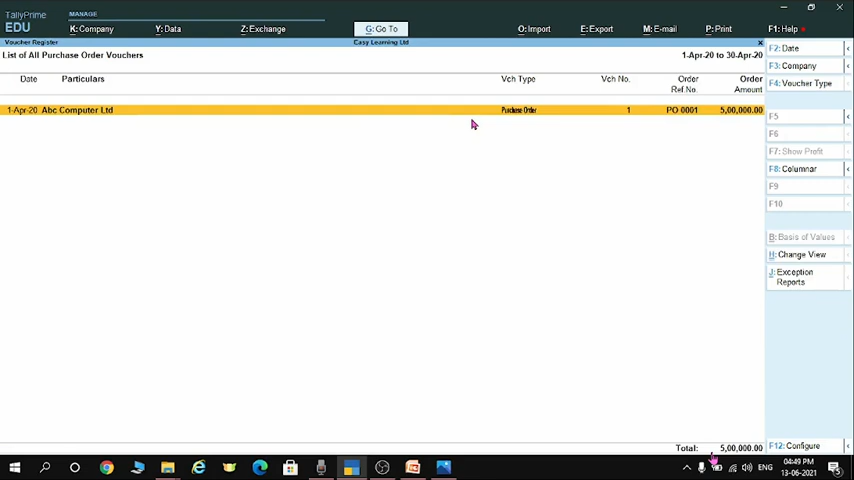 TallyPrime MANAGE
EDU K: Company Y: Data Z: Exchange G: Go To O: Import E: Export M: E-mail P: Print F1: Help
Voucher Register Easy Learning Ltd x
List of All Purchase Order Vouchers 1-Apr-20 to 30-Apr-20
Date Particulars Vch Type Vch No. Order Order
Ref.No. Amount
1-Apr-20 Abc Computer Ltd Purchase Order 1 PO 0001 5,00,000.00
Total: 5,00,000.00
F2: Date
F3: Company
F4: Voucher Type
F5
F6
F7: Show Profit
F8: Columnar
F9
F10
B: Basis of Values
H: Change View
J: Exception
Reports
F12: Configure
ENG 04:49 PM
13-06-2021
5